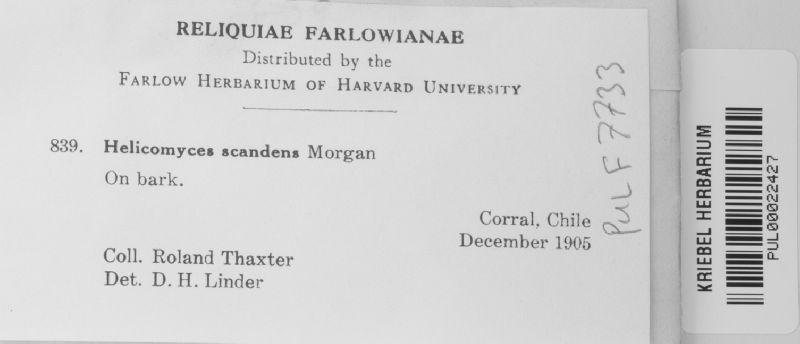 RELIQUIAE FARLOWIANAE
Distributed by the
FARLOW HERBARIUM OF HARVARD UNIVERSITY
839. Helicomyces scandens Morgan
On bark.
Corral, Chile
December 1905
Coll. Roland Thaxter
Det. D. H. Linder
PUL F 7733
KRIEBEL HERBARIUM
PUL00022427